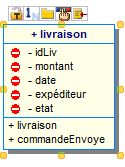 + livraison
- idLiv
- montant
- date
- expéditeur
- etat
+ livraison
+ commandeEnvoye